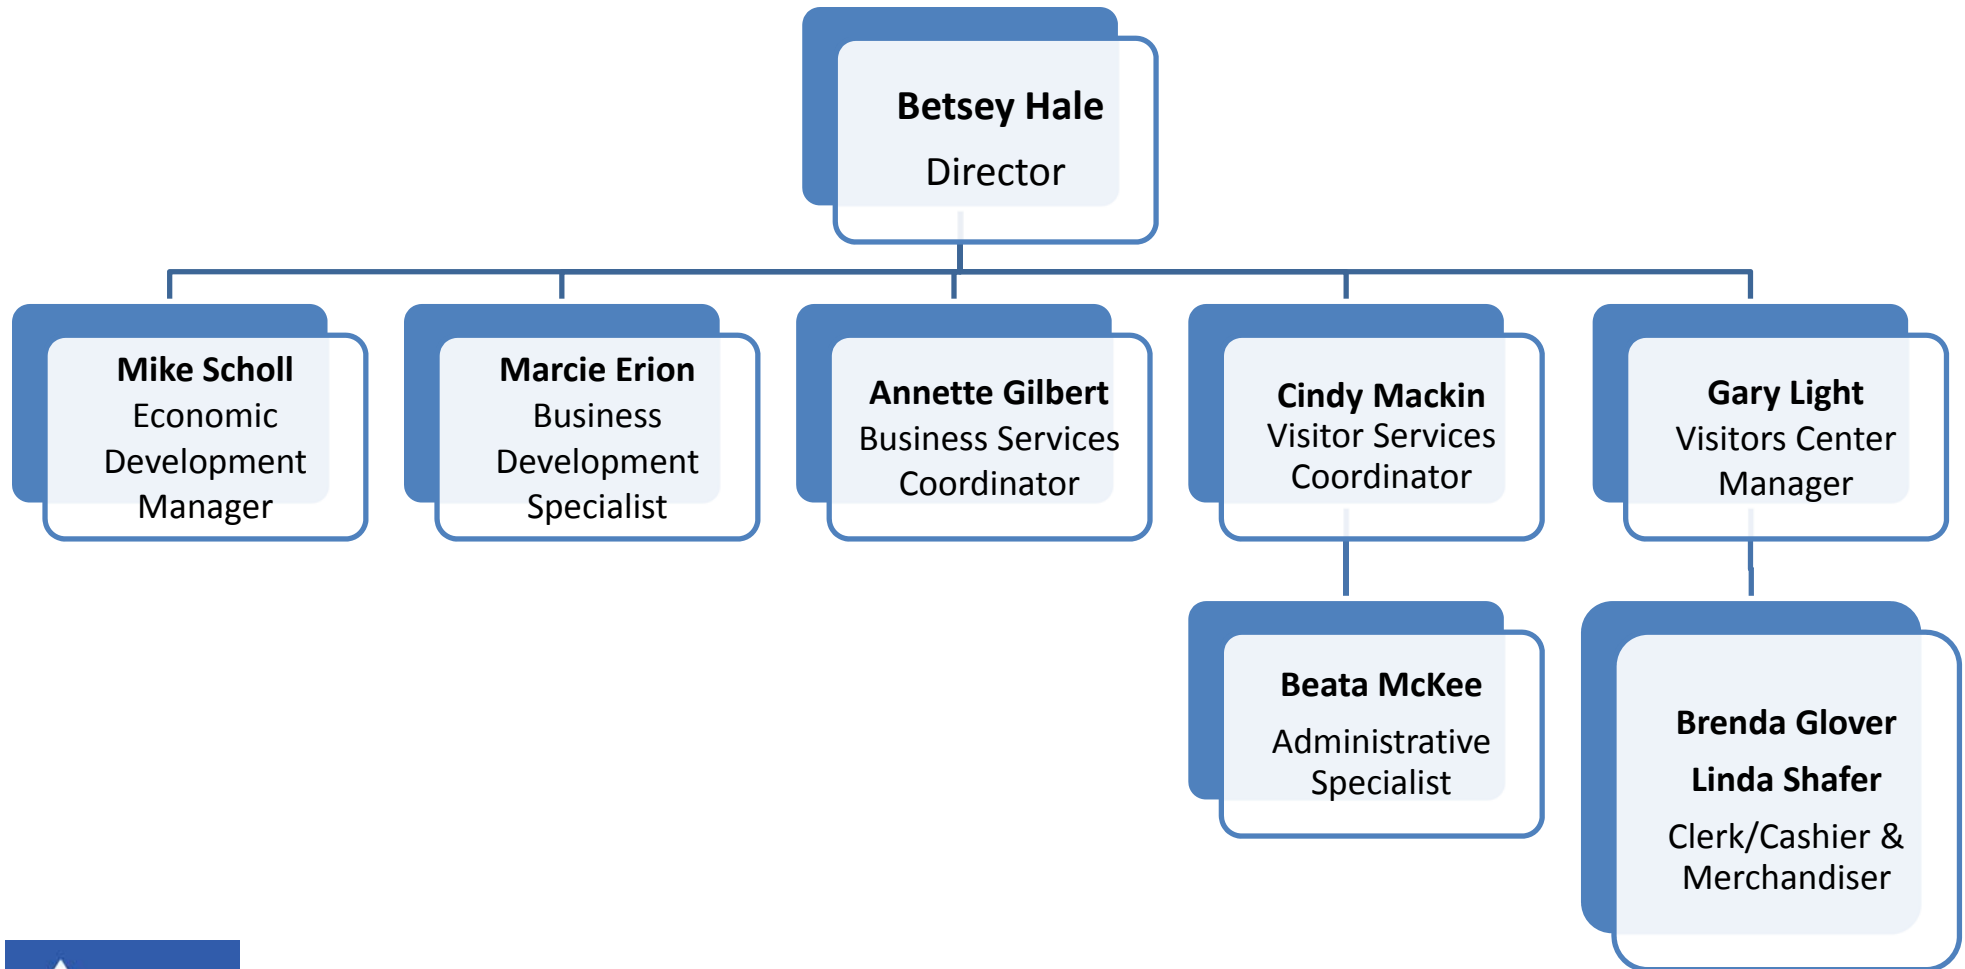 Betsey Hale
Director
Mike Scholl
Economic
Development
Manager
Marcie Erion
Business
Development
Specialist
Annette Gilbert
Business Services
Coordinator
Cindy Mackin
Visitor Services
Coordinator
Gary Light
Visitors Center
Manager
Beata McKee
Administrative
Specialist
Brenda Glover
Linda Shafer
Clerk/Cashier &
Merchandiser